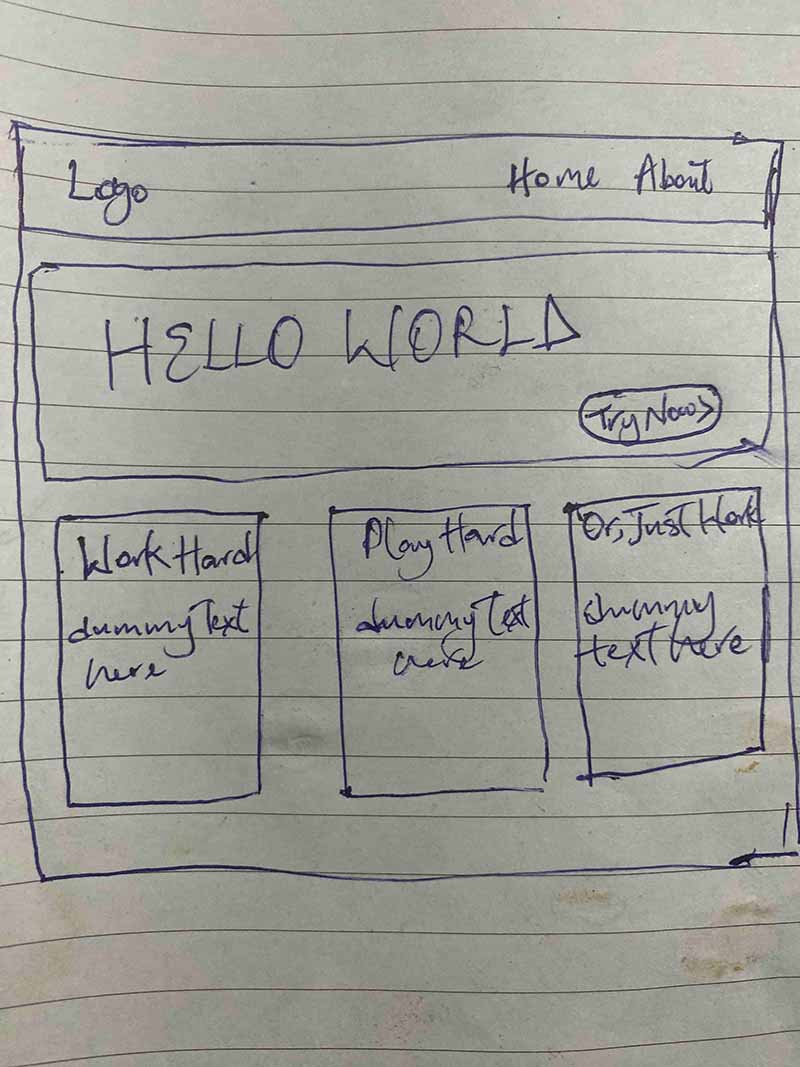 Logo
Home About
HELLO WORLD
Try Now>
Work Hard
dummy Text
here
Play Hard
dummy Text
here
Or, Just Work
dummy
text here